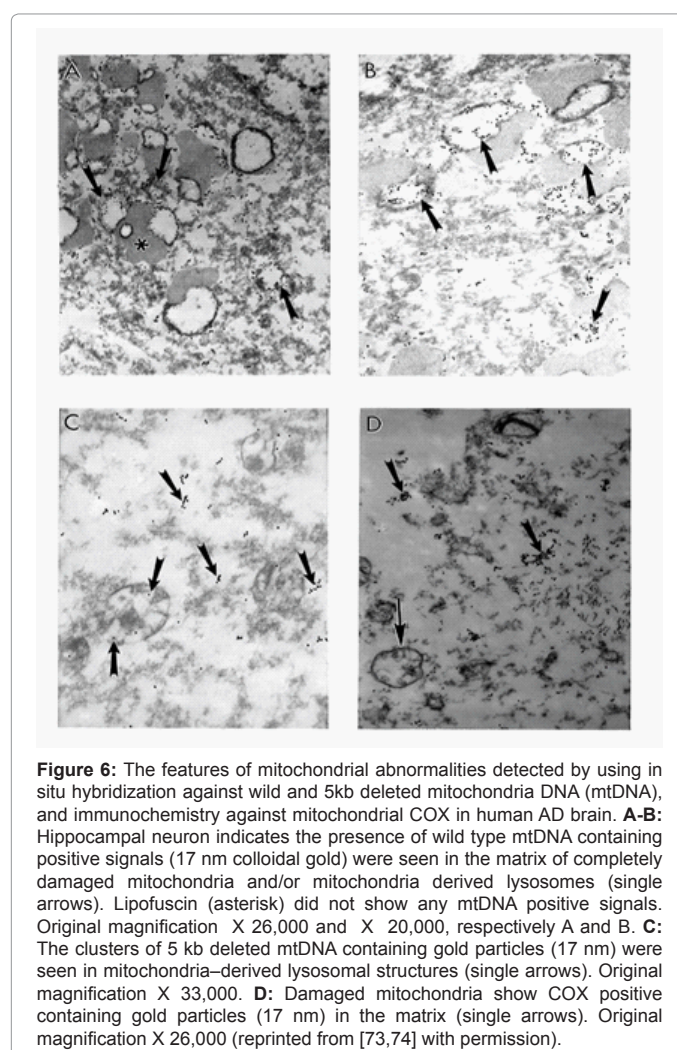 A
B
*
C
D
Figure 6: The features of mitochondrial abnormalities detected by using in
situ hybridization against wild and 5kb deleted mitochondria DNA (mtDNA),
and immunochemistry against mitochondrial COX in human AD brain. A-B:
Hippocampal neuron indicates the presence of wild type mtDNA containing
positive signals (17 nm colloidal gold) were seen in the matrix of completely
damaged mitochondria and/or mitochondria derived lysosomes (single
arrows). Lipofuscin (asterisk) did not show any mtDNA positive signals.
Original magnification X 26,000 and X 20,000, respectively A and B. C:
The clusters of 5 kb deleted mtDNA containing gold particles (17 nm) were
seen in mitochondria–derived lysosomal structures (single arrows). Original
magnification X 33,000. D: Damaged mitochondria show COX positive
containing gold particles (17 nm) in the matrix (single arrows). Original
magnification X 26,000 (reprinted from [73,74] with permission).